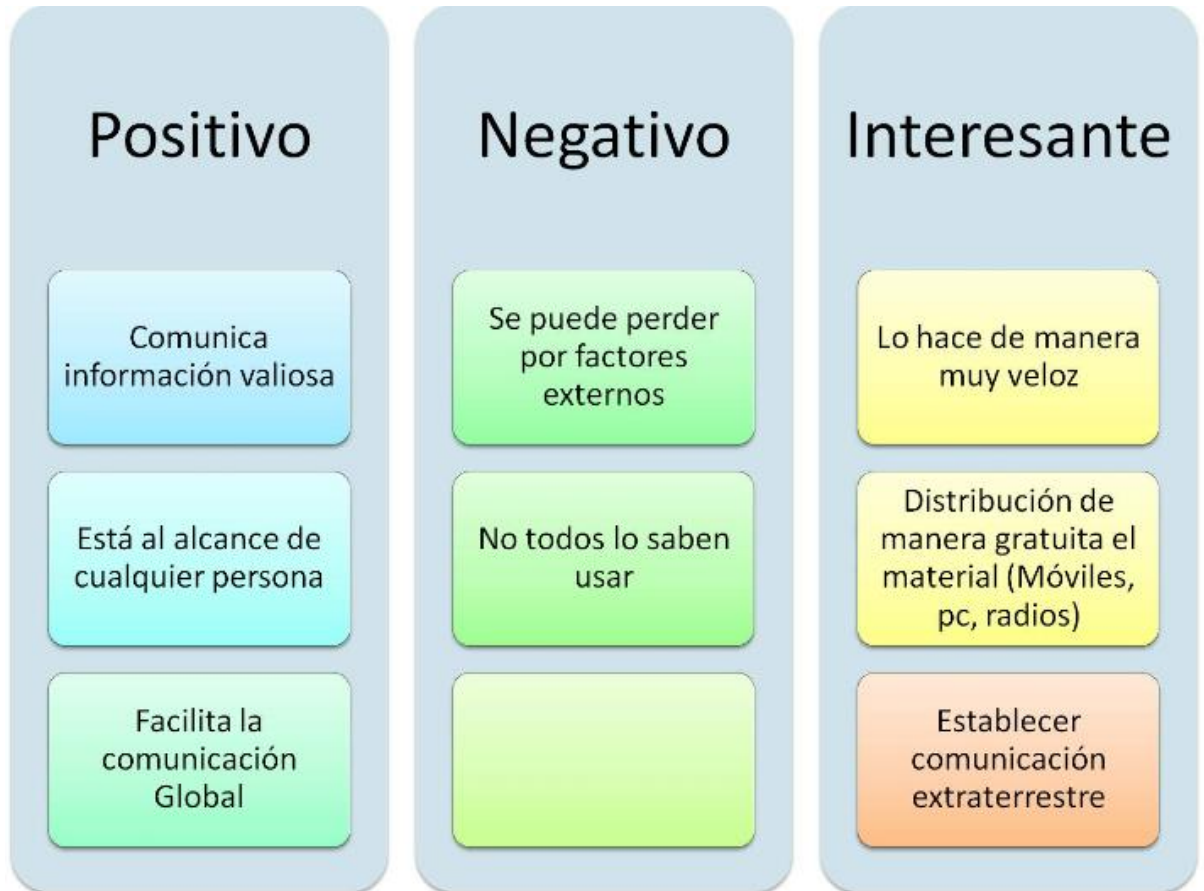 Positivo
Comunica
información valiosa
Está al alcance de
cualquier persona
Facilita la
comunicación
Global
Negativo
Se puede perder
por factores
externos
No todos lo saben
usar
Interesante
Lo hace de manera
muy veloz
Distribución de
manera gratuita el
material (Móviles,
pc, radios)
Establecer
comunicación
extraterrestre